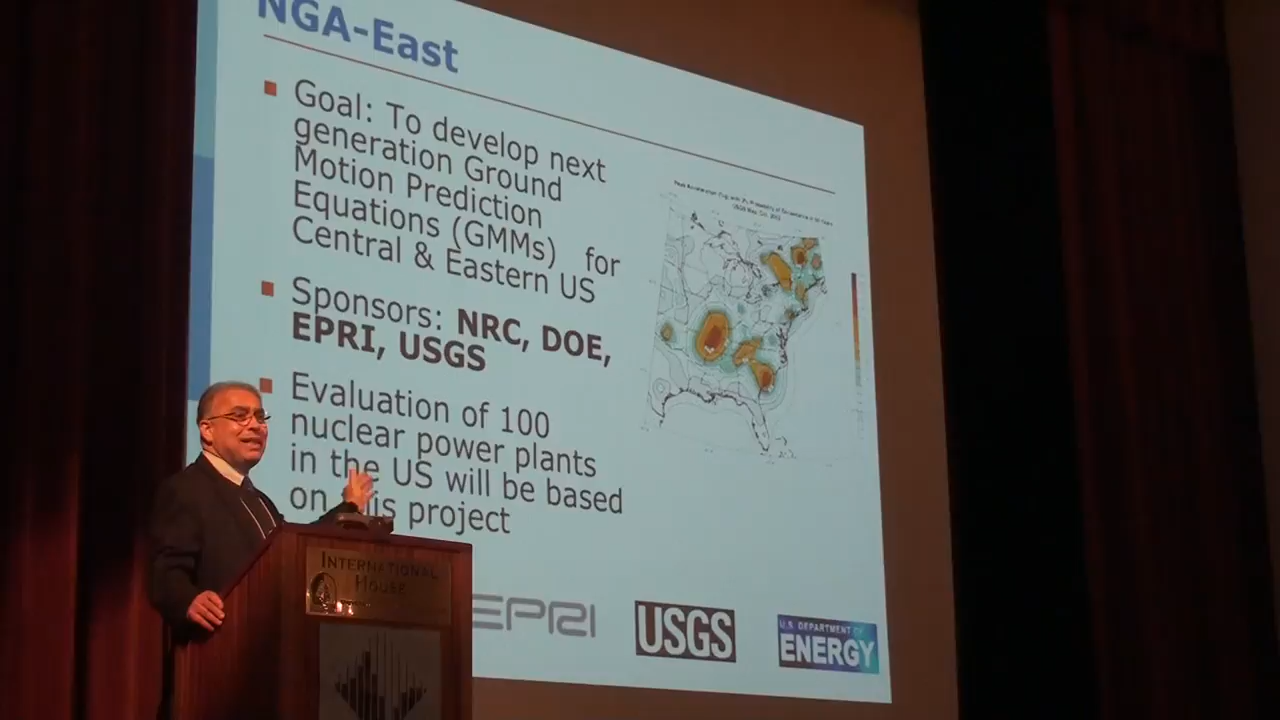 NGA-East
Goal: To develop next
generation Ground
Motion Prediction
Equations (GMMs) for
Central & Eastern US
Sponsors: NRC, DOE,
EPRI, USGS
Evaluation of 100
nuclear power plants
in the US will be based
on this project
INTERNATIONAL
HOUSE
EPRI
USGS
U.S. DEPARTMENT OF
ENERGY